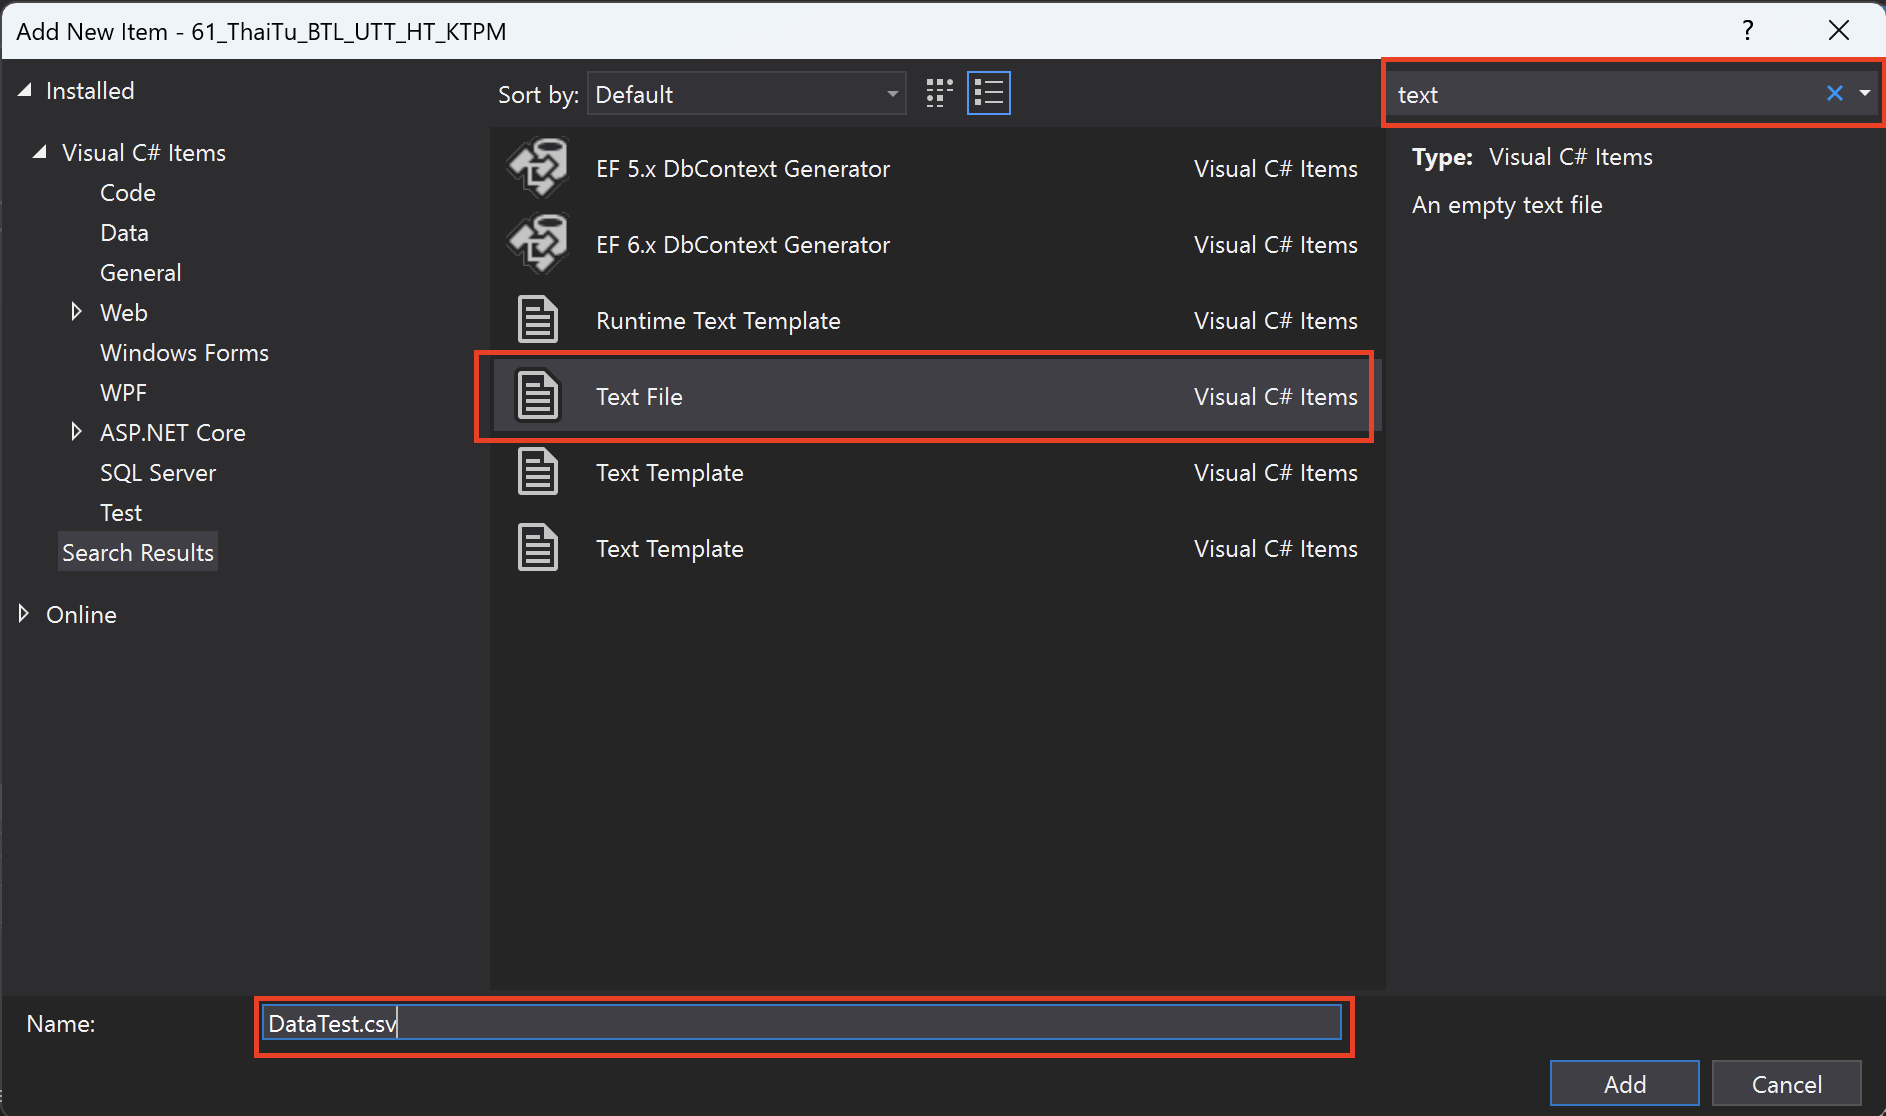 Add New Item - 61_ThaiTu_BTL_UTT_HT_KTPM
?
Installed
Visual C# Items
Code
Data
General
Web
Windows Forms
WPF
ASP.NET Core
SQL Server
Test
Search Results
Online
Sort by: Default
EF 5.x DbContext Generator Visual C# Items
EF 6.x DbContext Generator Visual C# Items
Runtime Text Template Visual C# Items
Text File Visual C# Items
Text Template Visual C# Items
Text Template Visual C# Items
text
Type: Visual C# Items
An empty text file
Name: DataTest.csv
Add Cancel